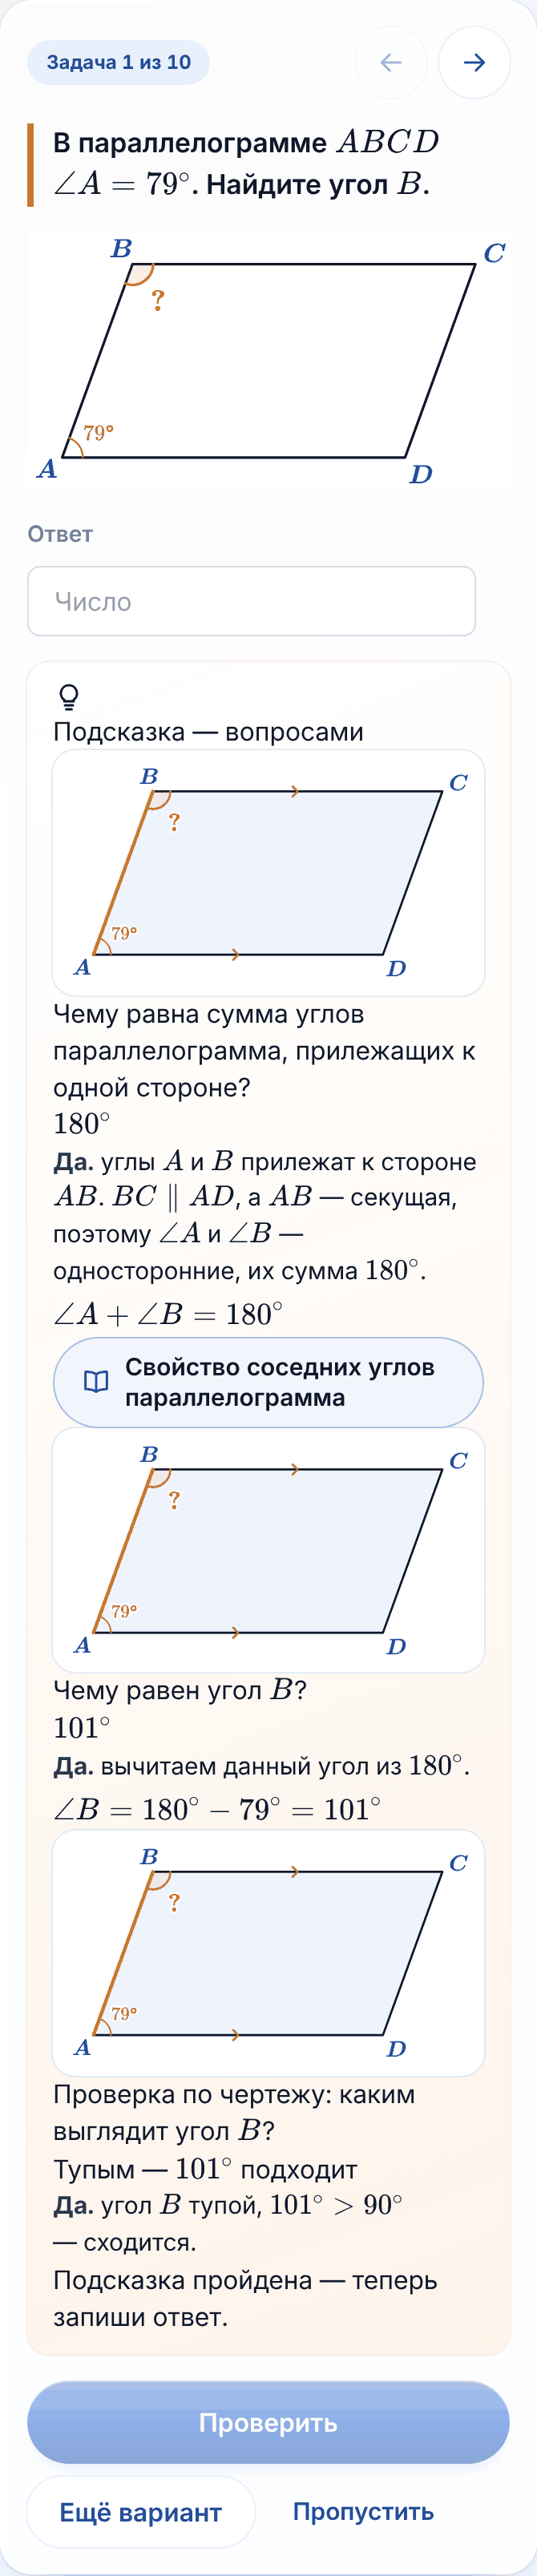 Задача 1 из 10
В параллелограмме ABCD
∠A = 79°. Найдите угол B.
B
C
?
79°
A
D
Ответ
Число
Подсказка — вопросами
B
C
?
79°
A
D
Чему равна сумма углов
параллелограмма, прилежащих к
одной стороне?
180°
Да. углы A и B прилежат к стороне
AB. BC ∥ AD, а AB — секущая,
поэтому ∠A и ∠B —
односторонние, их сумма 180°.
∠A + ∠B = 180°
Свойство соседних углов
параллелограмма
B
C
?
79°
A
D
Чему равен угол B?
101°
Да. вычитаем данный угол из 180°.
∠B = 180° − 79° = 101°
B
C
?
79°
A
D
Проверка по чертежу: каким
выглядит угол B?
Тупым — 101° подходит
Да. угол B тупой, 101° > 90°
— сходится.
Подсказка пройдена — теперь
запиши ответ.
Проверить
Ещё вариант
Пропустить